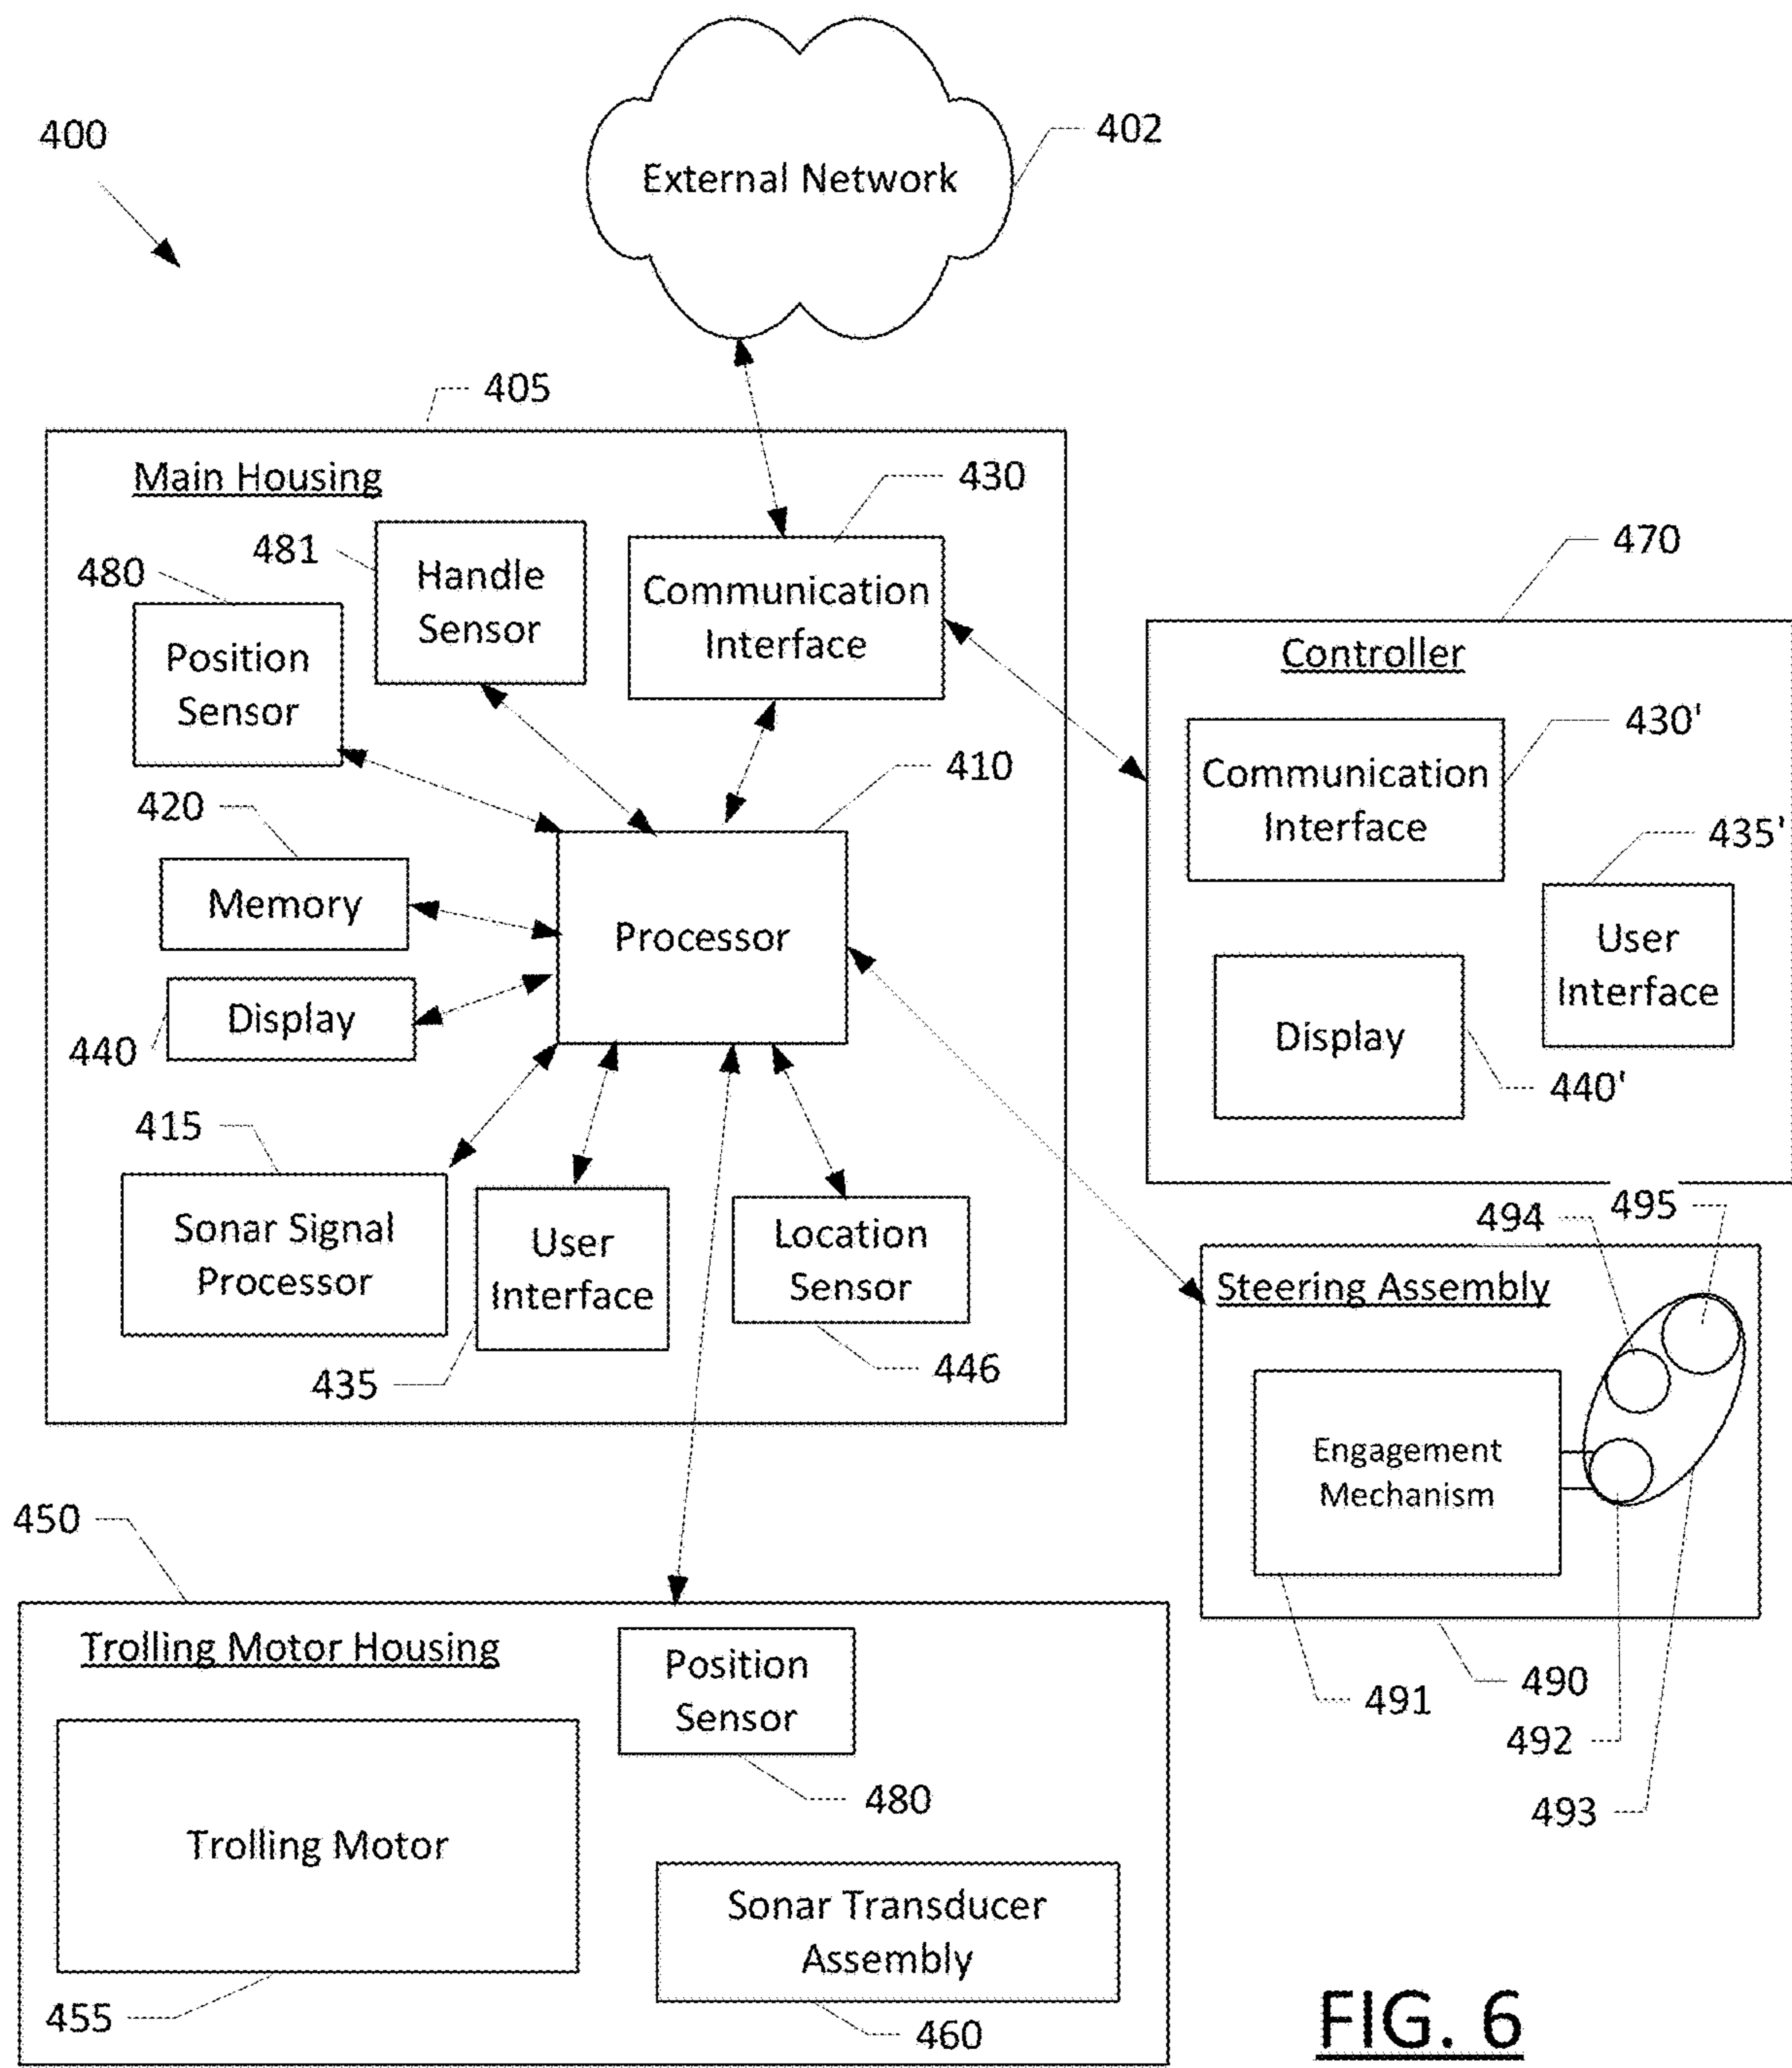 400
402
External Network
405
Main Housing
430
481
Handle
Sensor
480
Communication
Interface
Position
Sensor
470
Controller
430'
Communication
Interface
410
420
435'
Memory
Processor
User
Interface
Display
440
Display
440'
415
Sonar Signal
Processor
User
Interface
435
Location
Sensor
446
494
495
Steering Assembly
Engagement
Mechanism
491
490
492
493
450
Trolling Motor Housing
Position
Sensor
480
Trolling Motor
455
Sonar Transducer
Assembly
460
FIG. 6